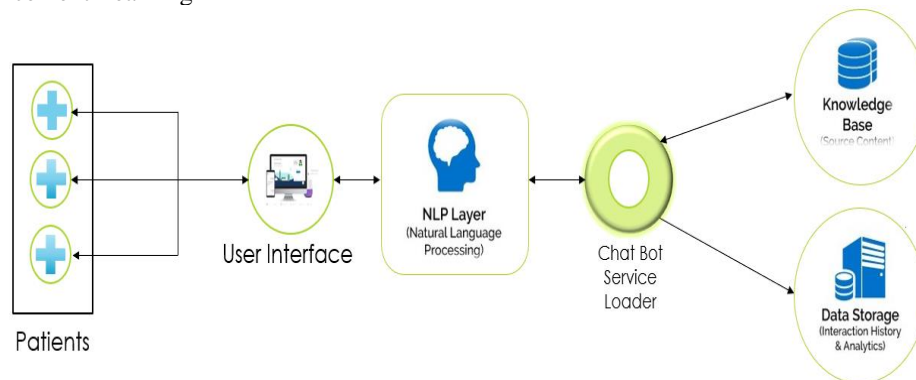 Knowledge
Base
(Source Content)
NLP Layer
(Natural Language
Processing)
User Interface
Chat Bot
Service
Loader
Data Storage
(Interaction History
& Analytics)
Patients